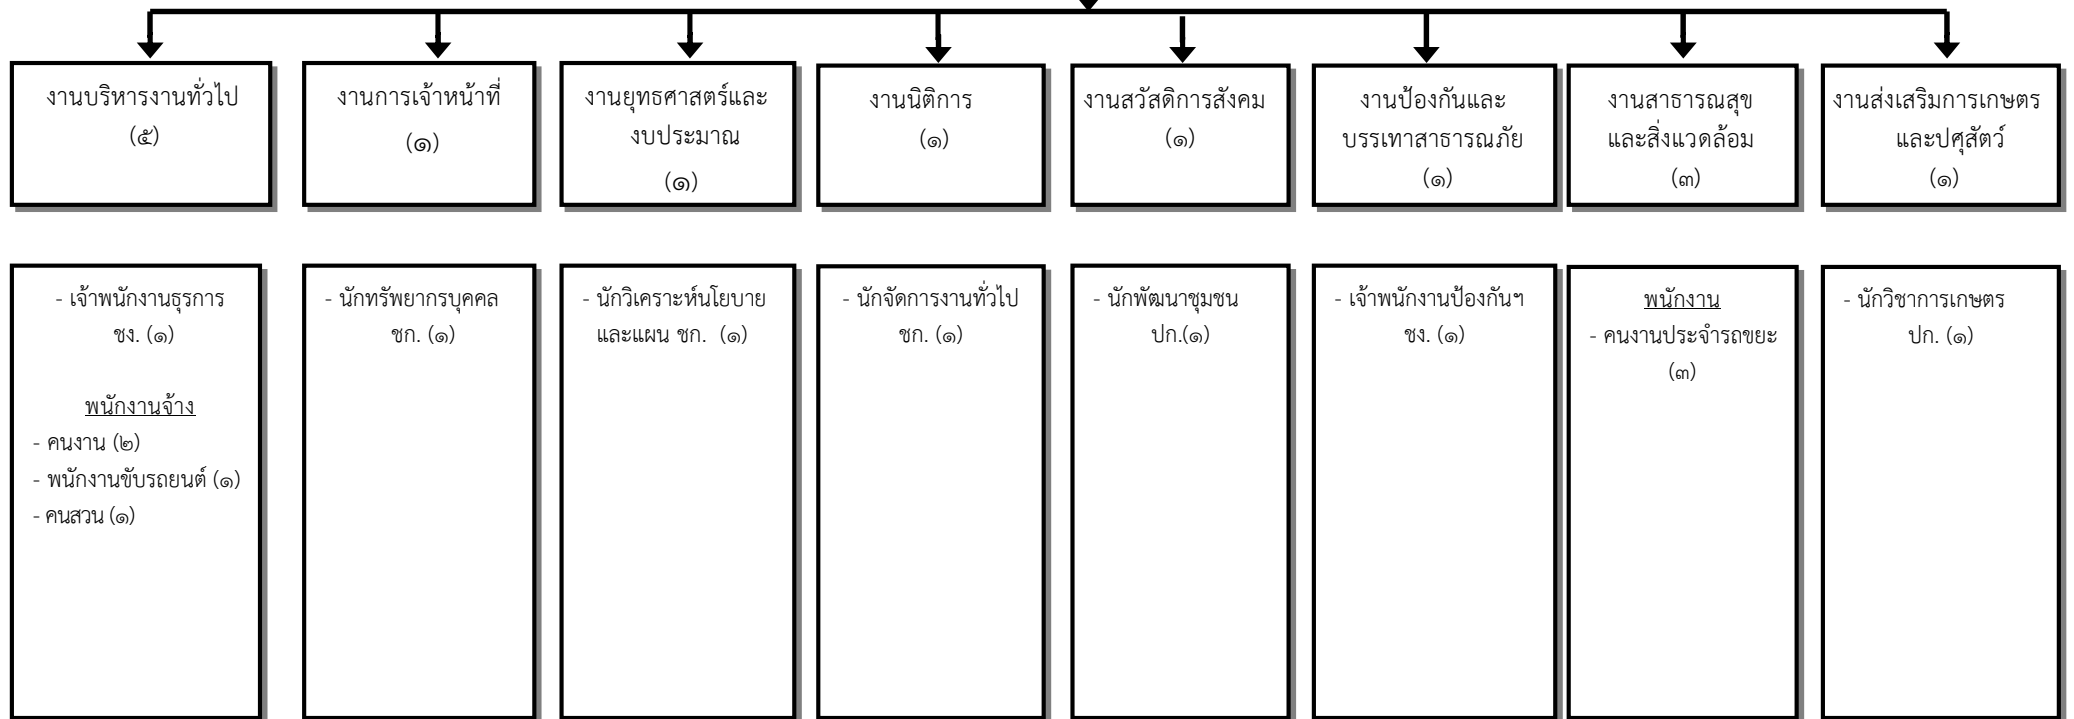 งานบริหารงานทั่วไป
(๕)
งานการเจ้าหน้าที่
(๑)
งานยุทธศาสตร์และ
งบประมาณ
(๑)
งานนิติการ
(๑)
งานสวัสดิการสังคม
(๑)
งานป้องกันและ
บรรเทาสาธารณภัย
(๑)
งานสาธารณสุข
และสิ่งแวดล้อม
(๓)
งานส่งเสริมการเกษตร
และปศุสัตว์
(๑)
- เจ้าพนักงานธุรการ
ชง. (๑)
พนักงานจ้าง
- คนงาน (๒)
- พนักงานขับรถยนต์ (๑)
- คนสวน (๑)
- นักทรัพยากรบุคคล
ชก. (๑)
- นักวิเคราะห์นโยบาย
และแผน ชก. (๑)
- นักจัดการงานทั่วไป
ชก. (๑)
- นักพัฒนาชุมชน
ปก.(๑)
- เจ้าพนักงานป้องกันฯ
ชง. (๑)
พนักงาน
- คนงานประจำรถขยะ
(๓)
- นักวิชาการเกษตร
ปก. (๑)